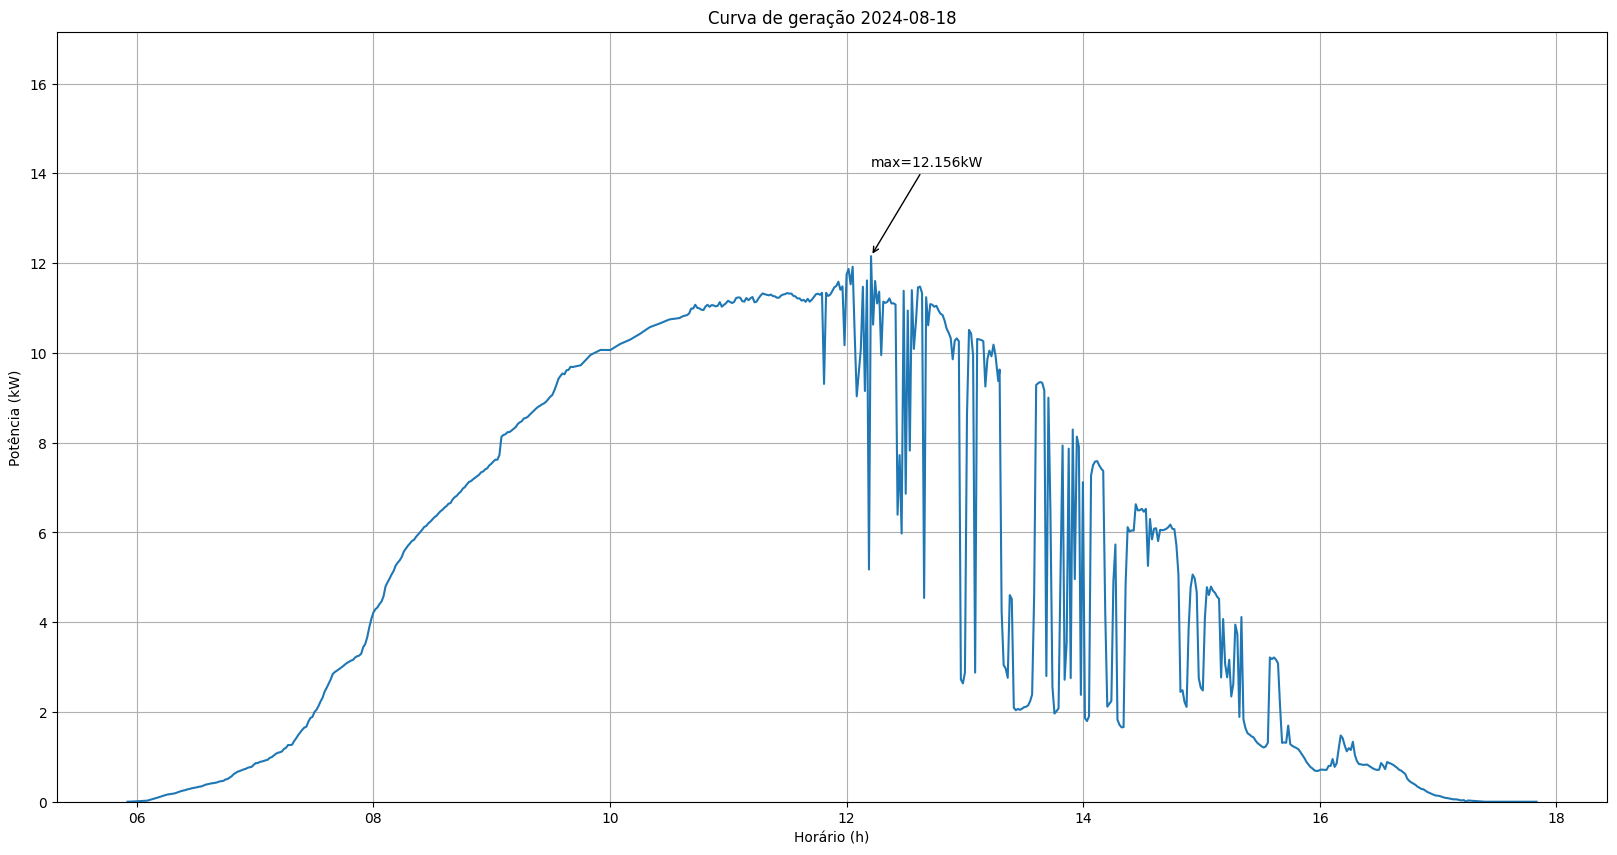 Curva de geração 2024-08-18
max=12.156kW
Potência (kW)
16
14
12
10
8
6
4
2
0
06 08 10 12 14 16 18
Horário (h)